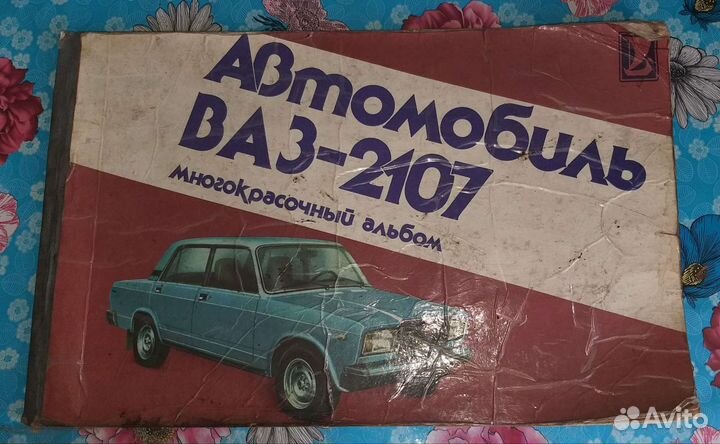 Автомобиль
ВАЗ-2107
многокрасочный альбом
Avito